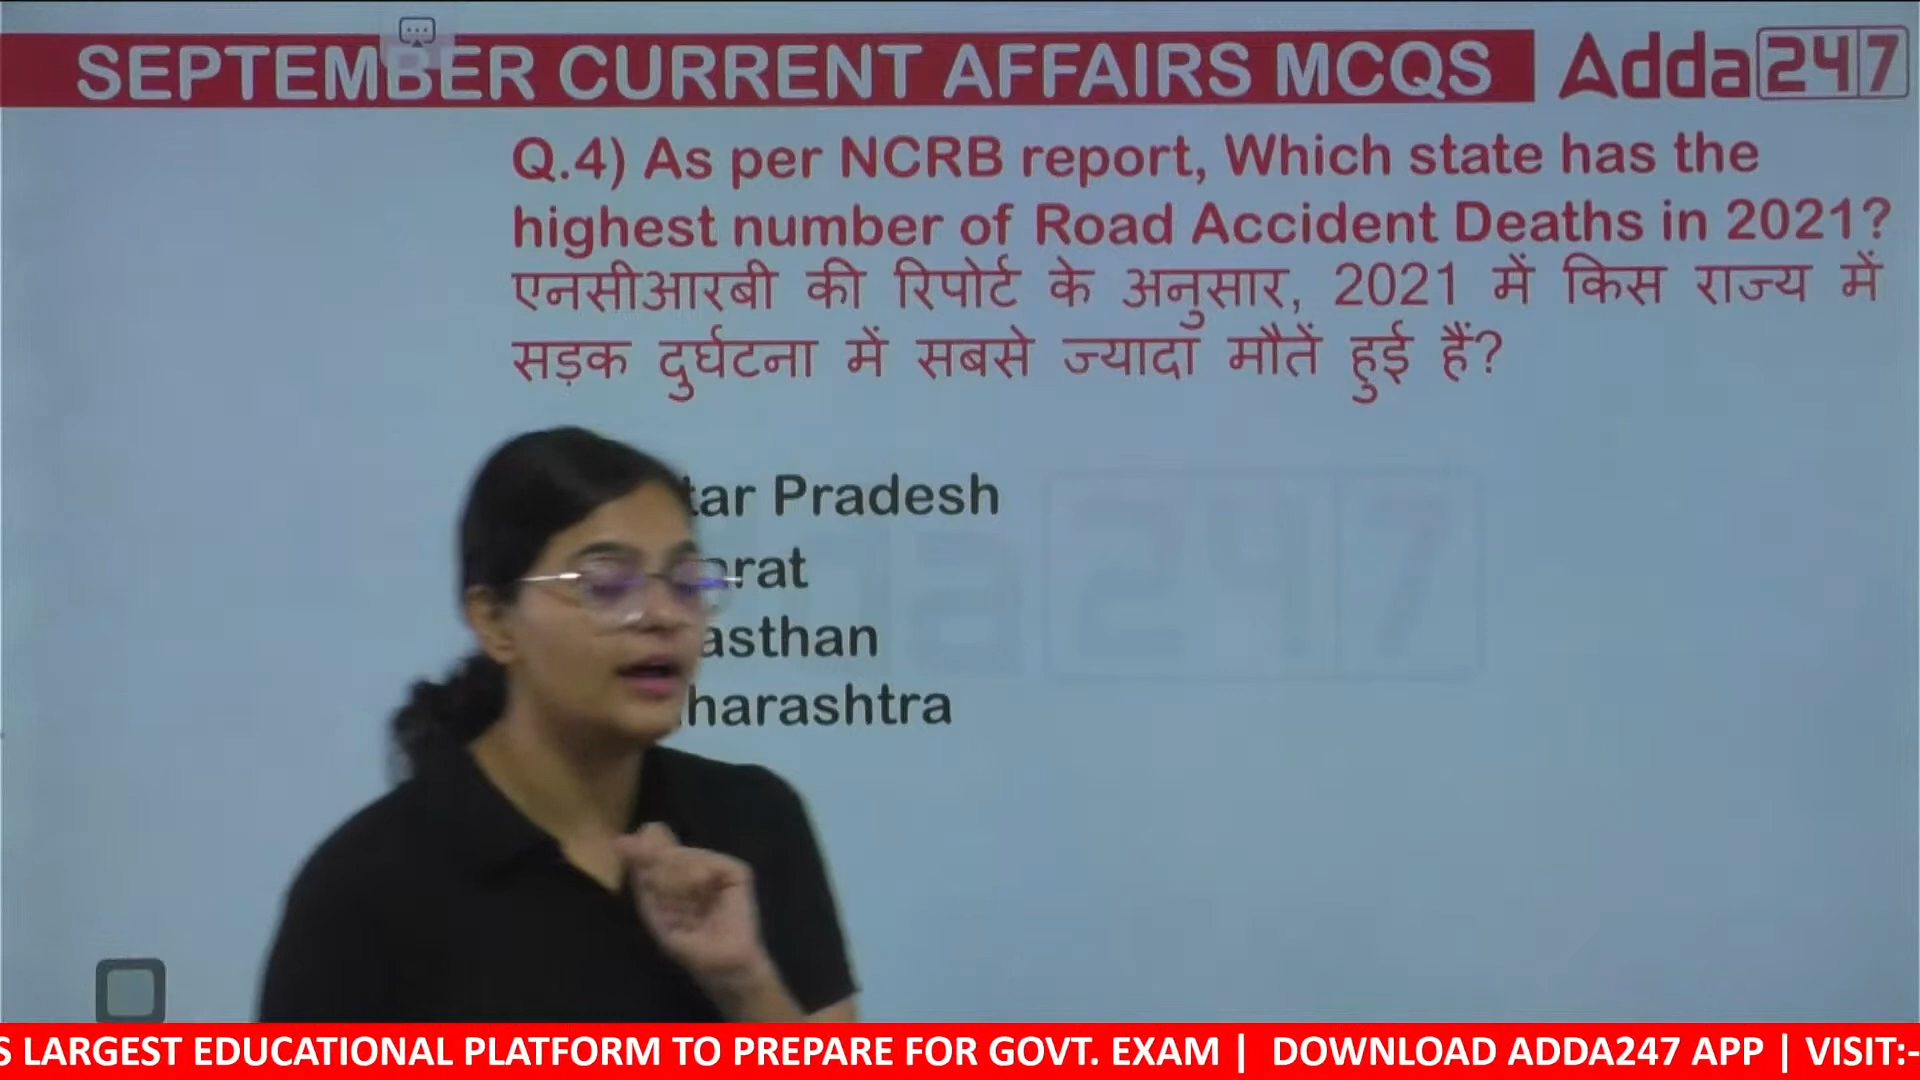 SEPTEMBER CURRENT AFFAIRS MCQS
Adda247
Q.4) As per NCRB report, Which state has the
highest number of Road Accident Deaths in 2021?
एनसीआरबी की रिपोर्ट के अनुसार, 2021 में किस राज्य में
सड़क दुर्घटना में सबसे ज्यादा मौतें हुई हैं?
tar Pradesh
arat
asthan
harashtra
S LARGEST EDUCATIONAL PLATFORM TO PREPARE FOR GOVT. EXAM | DOWNLOAD ADDA247 APP | VISIT:-